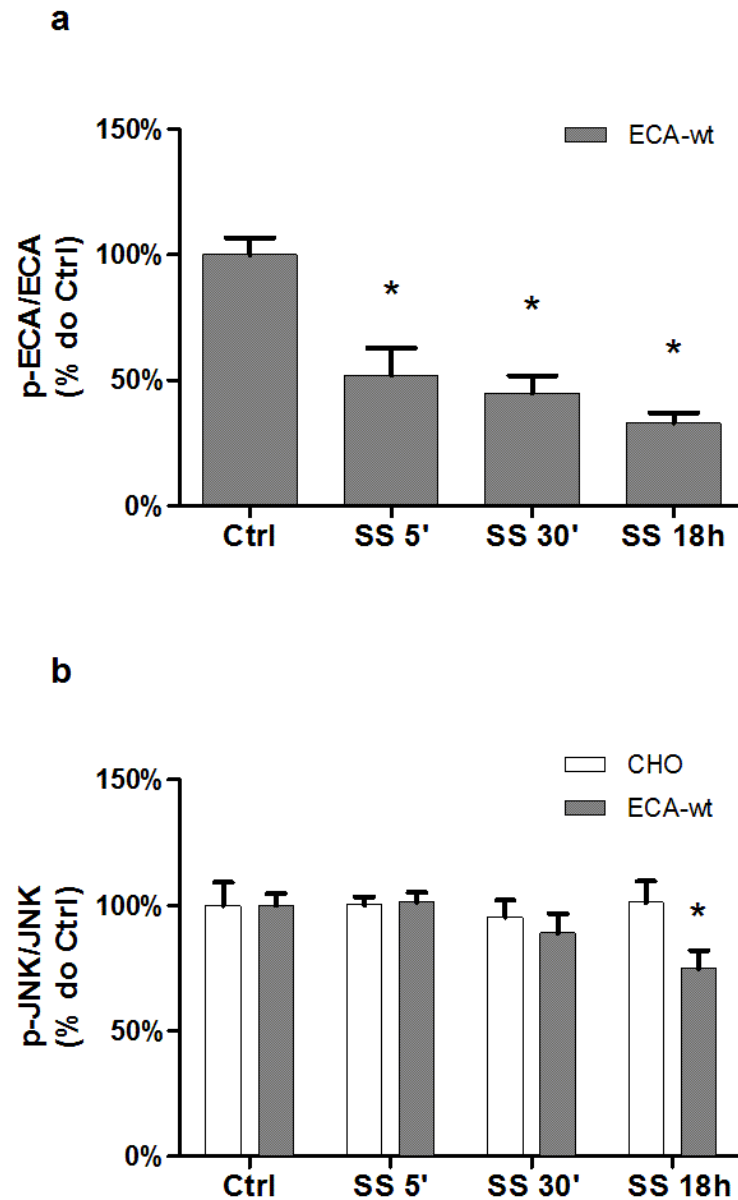 a
150%
ECA-wt
100%
p-ECA/ECA
(% do Ctrl)
*
*
*
50%
0%
Ctrl
SS 5'
SS 30'
SS 18h
b
CHO
150%
ECA-wt
100%
p-JNK/JNK
(% do Ctrl)
*
50%
0%
Ctrl
SS 5'
SS 30'
SS 18h